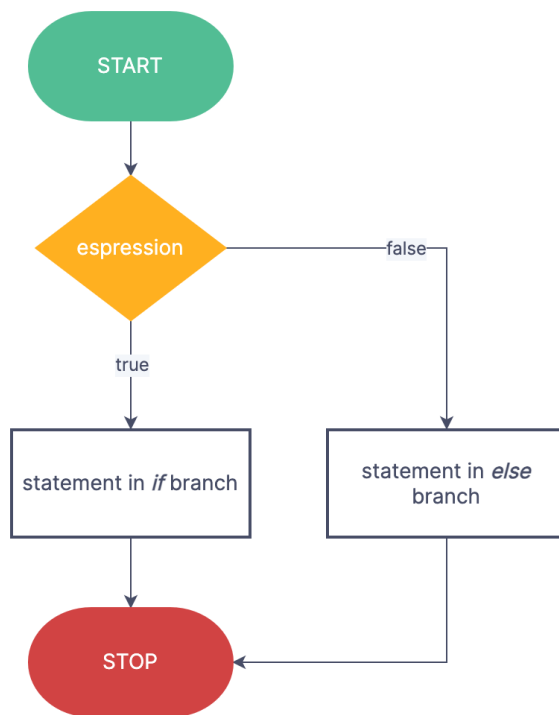 START
espression
false
true
statement in if branch
statement in else
branch
STOP